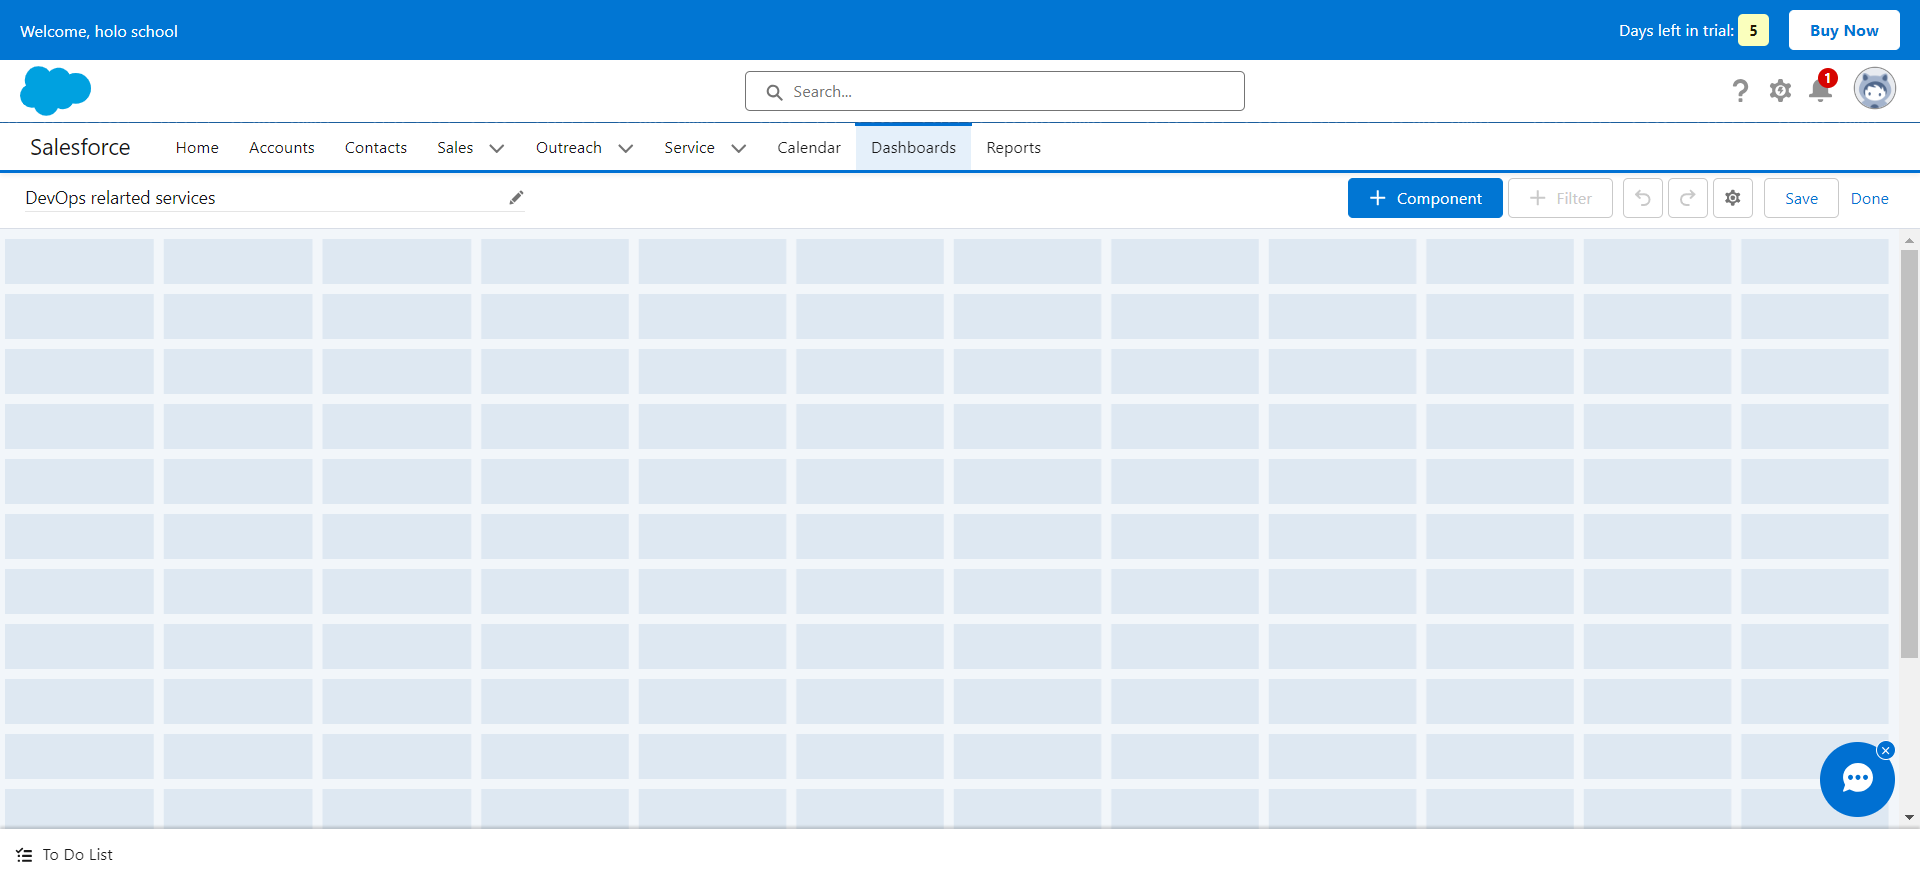 Welcome, holo school
Days left in trial: 5
Buy Now
Search...
1
Salesforce
Home
Accounts
Contacts
Sales
Outreach
Service
Calendar
Dashboards
Reports
DevOps relarted services
Component
Filter
Save
Done
To Do List